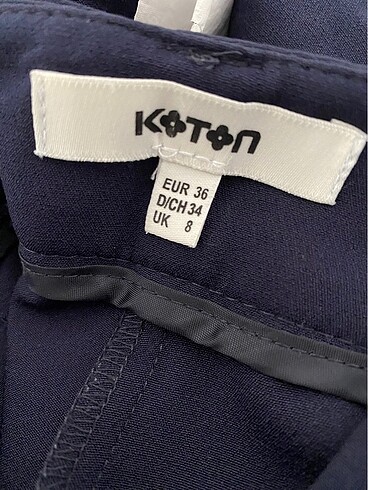 KOTON
EUR 36
D/CH 34
UK 8